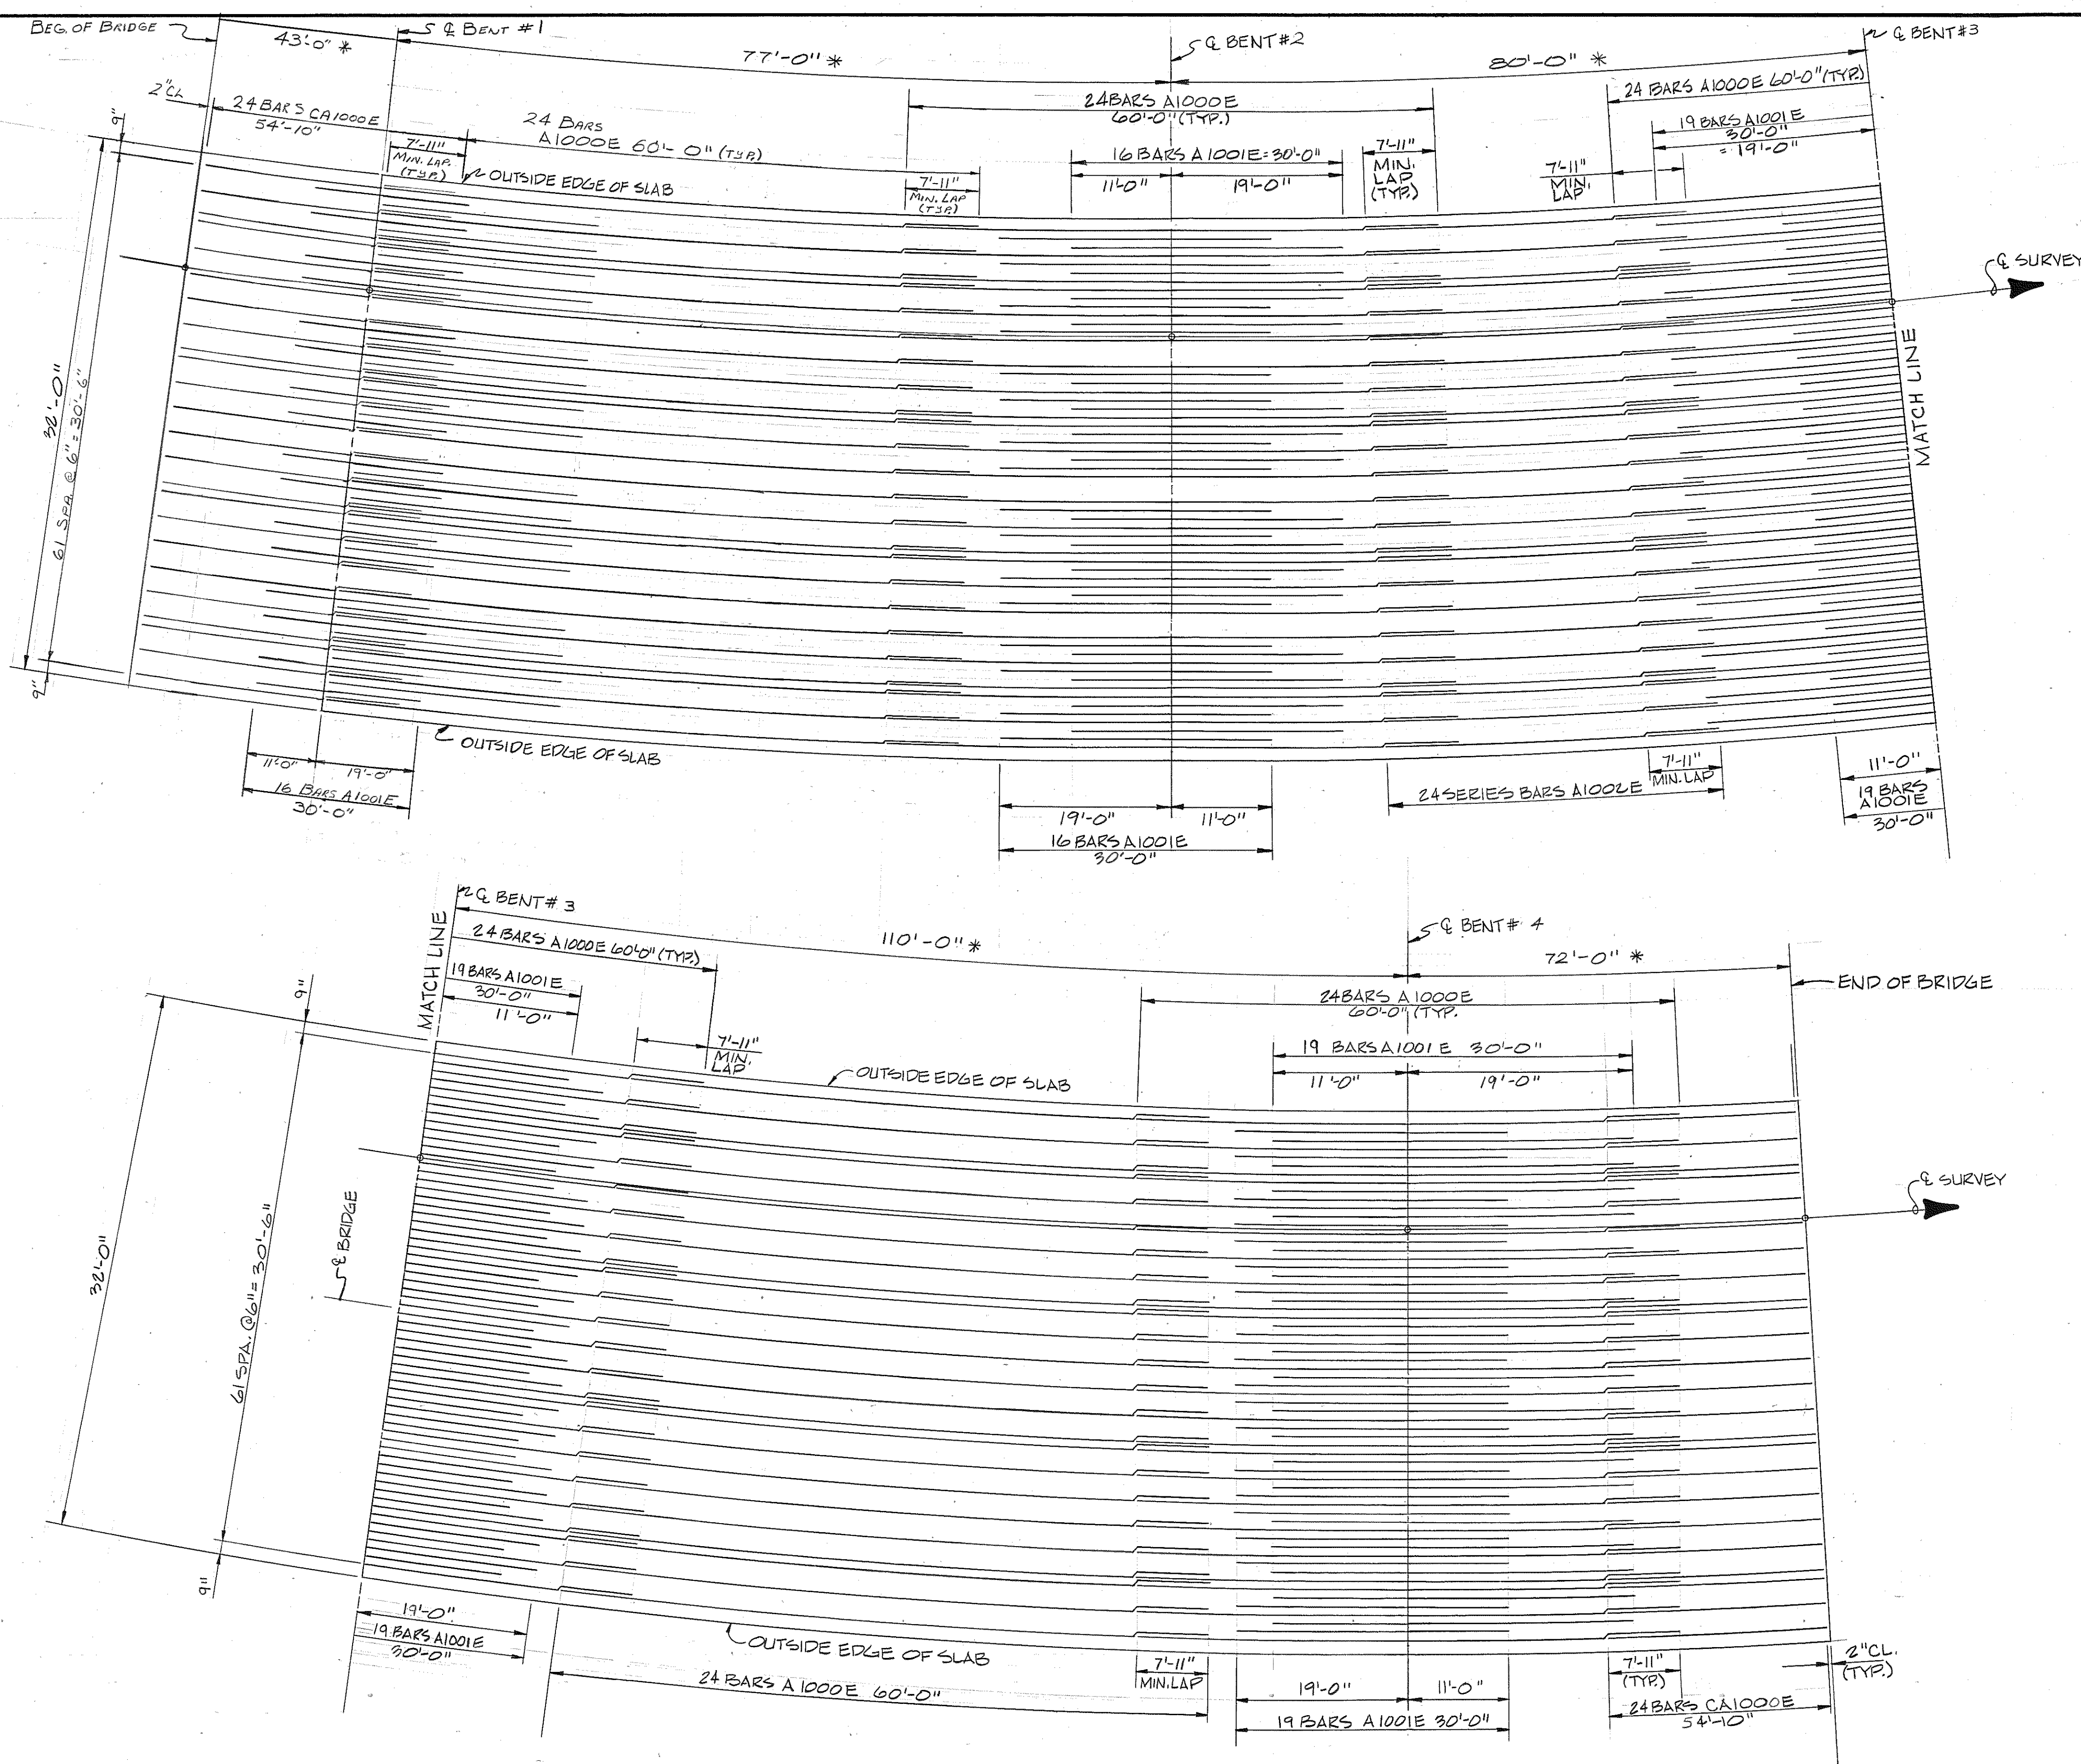 BEG. OF BRIDGE
43'-0" *
℄ BENT #1
77'-0" *
℄ BENT #2
80'-0" *
℄ BENT #3
2" CL
24 BARS CA1000E
54'-10"
24 BARS
A1000E 60'-0" (TYP.)
7'-11"
MIN. LAP.
(TYP.)
OUTSIDE EDGE OF SLAB
24 BARS A1000E
60'-0" (TYP.)
7'-11"
MIN. LAP
(TYP.)
16 BARS A1001E = 30'-0"
11'-0"
19'-0"
7'-11"
MIN.
LAP
(TYP.)
24 BARS A1000E 60'-0" (TYP.)
19 BARS A1001E
30'-0"
= 19'-0"
7'-11"
MIN.
LAP
9"
32'-0"
61 SPA. @ 6" = 30'-6"
9"
℄ SURVEY
MATCH LINE
11'-0"
19'-0"
16 BARS A1001E
30'-0"
OUTSIDE EDGE OF SLAB
19'-0"
11'-0"
16 BARS A1001E
30'-0"
24 SERIES BARS A1002E
7'-11"
MIN. LAP
11'-0"
19 BARS
A1001E
30'-0"
MATCH LINE
℄ BENT # 3
24 BARS A1000E 60'-0" (TYP.)
110'-0" *
℄ BENT # 4
72'-0" *
END OF BRIDGE
19 BARS A1001E
30'-0"
11'-0"
7'-11"
MIN.
LAP
OUTSIDE EDGE OF SLAB
24 BARS A1000E
60'-0" (TYP.
19 BARS A1001E 30'-0"
11'-0"
19'-0"
9"
32'-0"
61 SPA. @ 6" = 30'-6"
9"
℄ BRIDGE
℄ SURVEY
19'-0"
19 BARS A1001E
30'-0"
OUTSIDE EDGE OF SLAB
24 BARS A1000E 60'-0"
7'-11"
MIN. LAP
19'-0"
11'-0"
19 BARS A1001E 30'-0"
7'-11"
(TYP.)
24 BARS CA1000E
54'-10"
2" CL.
(TYP.)